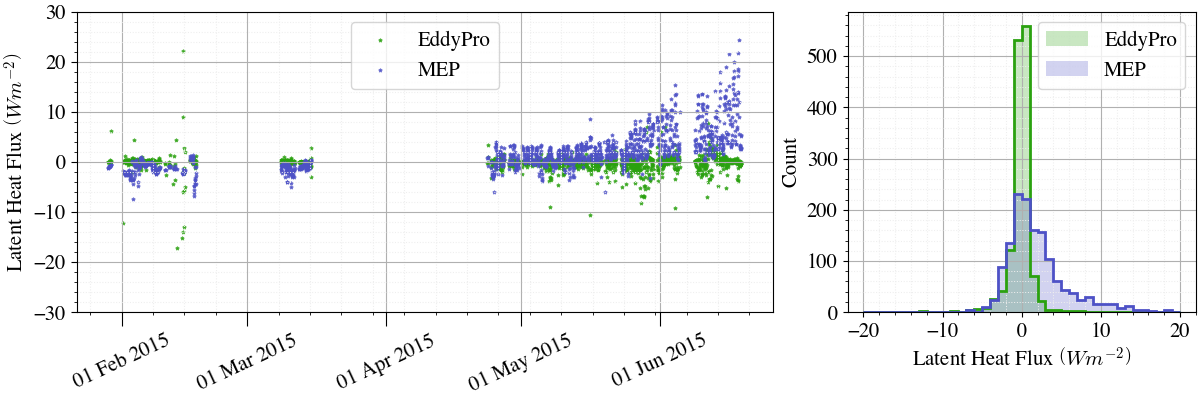 Latent Heat Flux (Wm⁻²)
30
20
10
0
−10
−20
−30
EddyPro
MEP
01 Feb 2015
01 Mar 2015
01 Apr 2015
01 May 2015
01 Jun 2015
Count
500
400
300
200
100
0
EddyPro
MEP
−20
−10
0
10
20
Latent Heat Flux (Wm⁻²)